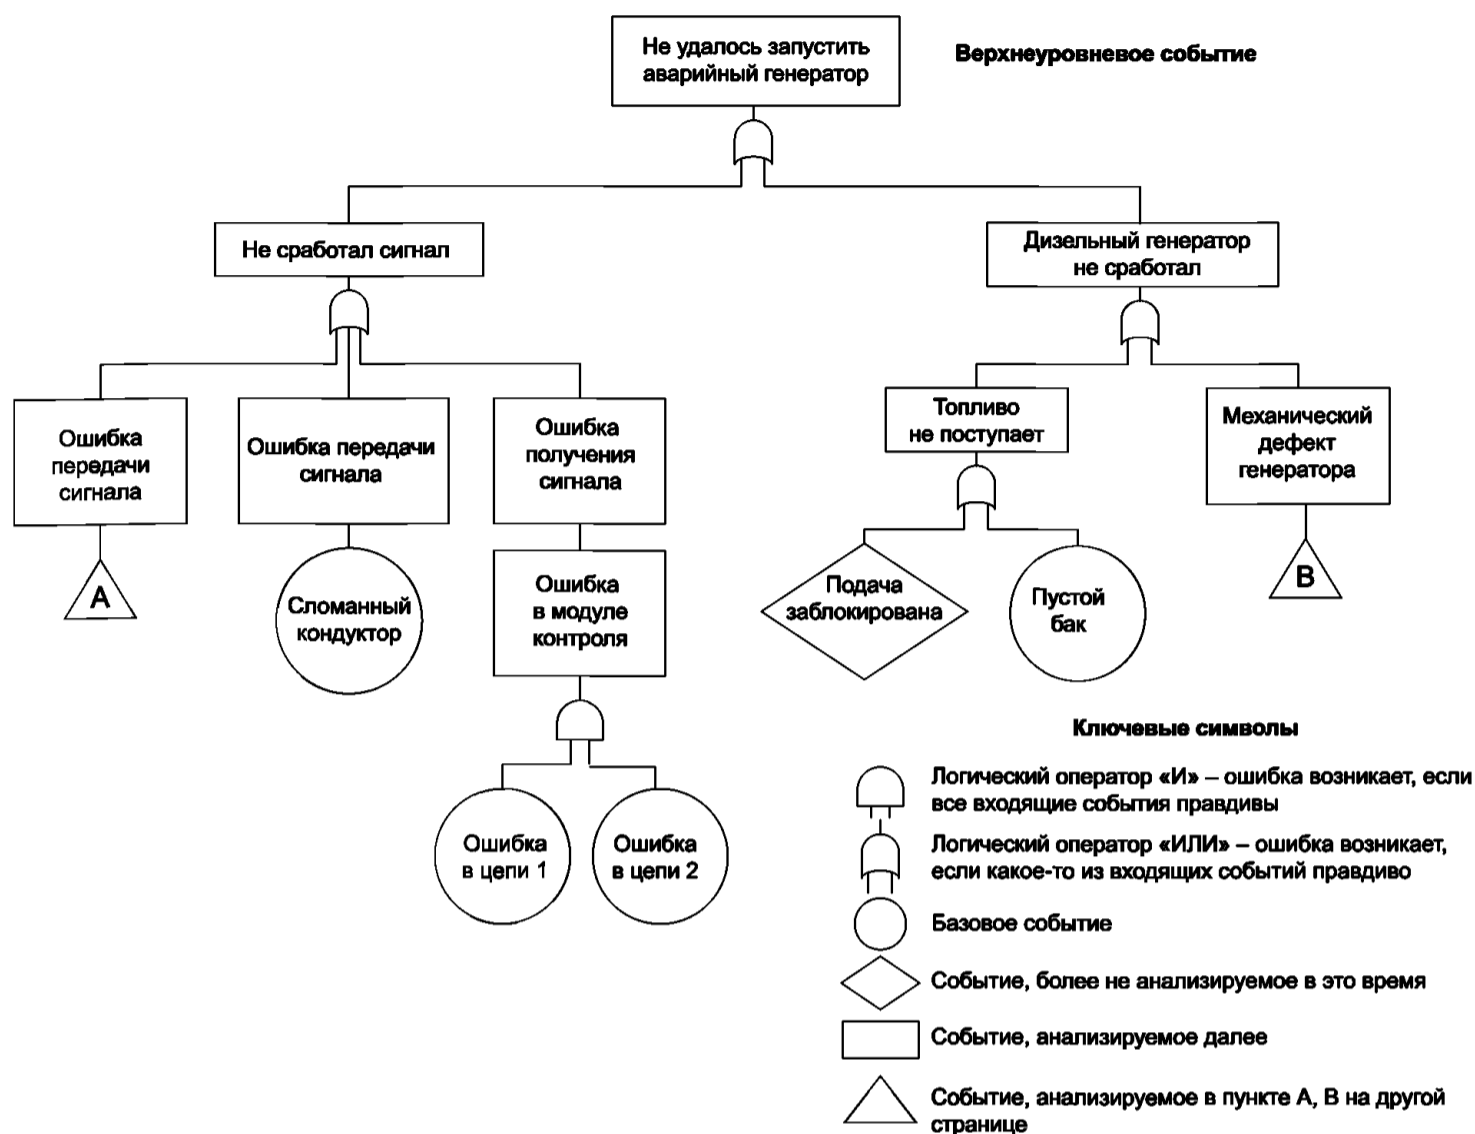 Не удалось запустить
аварийный генератор
Верхнеуровневое событие
Не сработал сигнал
Дизельный генератор
не сработал
Ошибка
передачи
сигнала
Ошибка передачи
сигнала
Ошибка
получения
сигнала
Топливо
не поступает
Механический
дефект
генератора
A
Сломанный
кондуктор
Ошибка
в модуле
контроля
Подача
заблокирована
Пустой
бак
B
Ошибка
в цепи 1
Ошибка
в цепи 2
Ключевые символы
Логический оператор «И» – ошибка возникает, если
все входящие события правдивы
Логический оператор «ИЛИ» – ошибка возникает,
если какое-то из входящих событий правдиво
Базовое событие
Событие, более не анализируемое в это время
Событие, анализируемое далее
Событие, анализируемое в пункте А, В на другой
странице